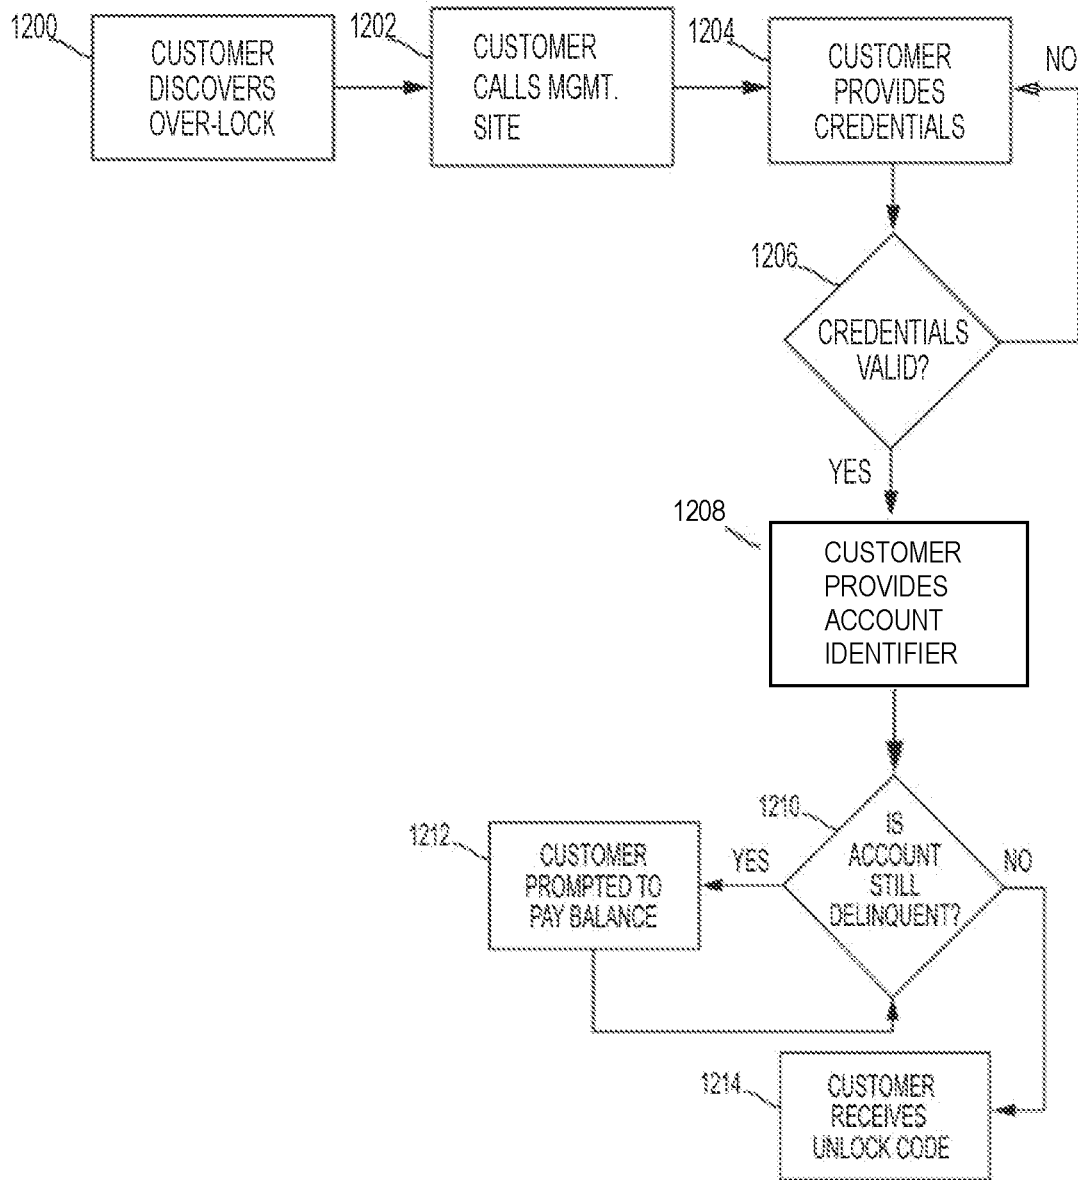 1200
CUSTOMER
DISCOVERS
OVER-LOCK
1202
CUSTOMER
CALLS MGMT.
SITE
1204
CUSTOMER
PROVIDES
CREDENTIALS
NO
1206
CREDENTIALS
VALID?
YES
1208
CUSTOMER
PROVIDES
ACCOUNT
IDENTIFIER
1210
IS
ACCOUNT
STILL
DELINQUENT?
YES
NO
1212
CUSTOMER
PROMPTED TO
PAY BALANCE
1214
CUSTOMER
RECEIVES
UNLOCK CODE